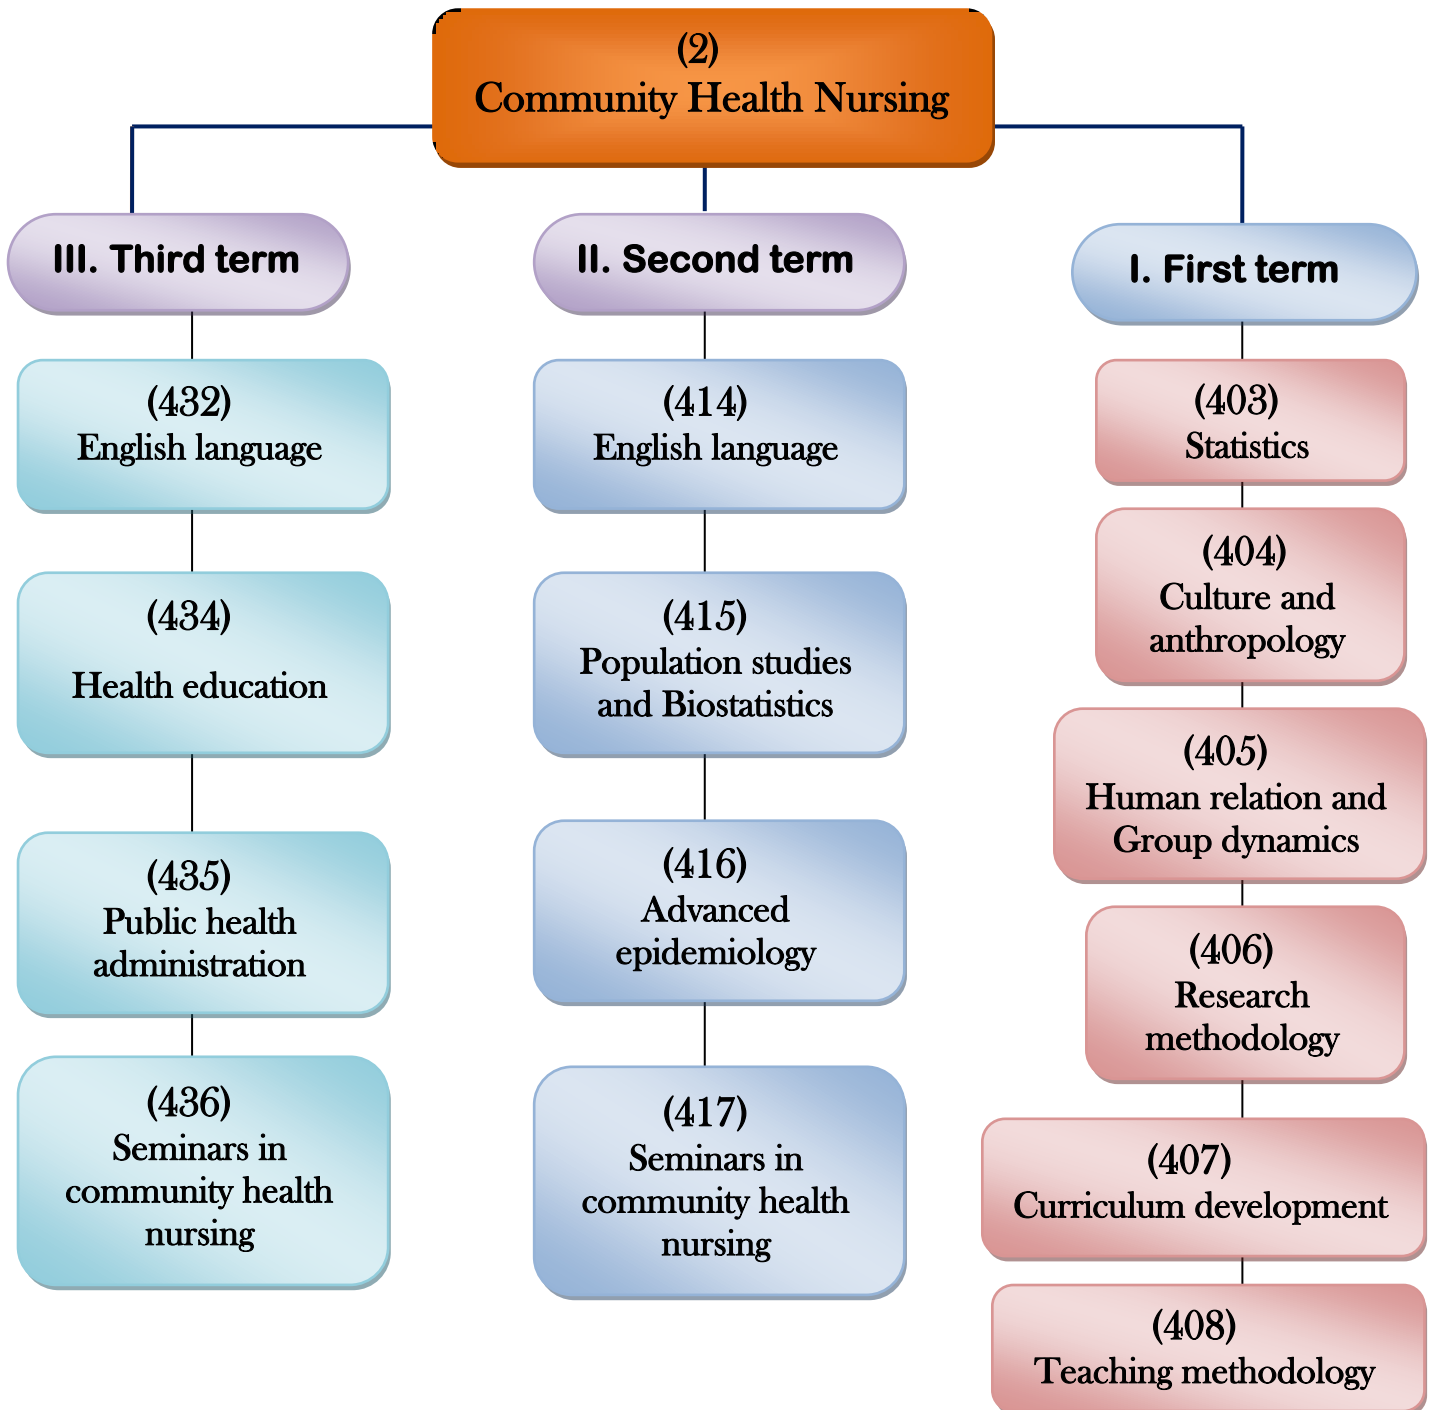 (2)
Community Health Nursing
III. Third term
(432)
English language
(434)
Health education
(435)
Public health
administration
(436)
Seminars in
community health
nursing
II. Second term
(414)
English language
(415)
Population studies
and Biostatistics
(416)
Advanced
epidemiology
(417)
Seminars in
community health
nursing
I. First term
(403)
Statistics
(404)
Culture and
anthropology
(405)
Human relation and
Group dynamics
(406)
Research
methodology
(407)
Curriculum development
(408)
Teaching methodology